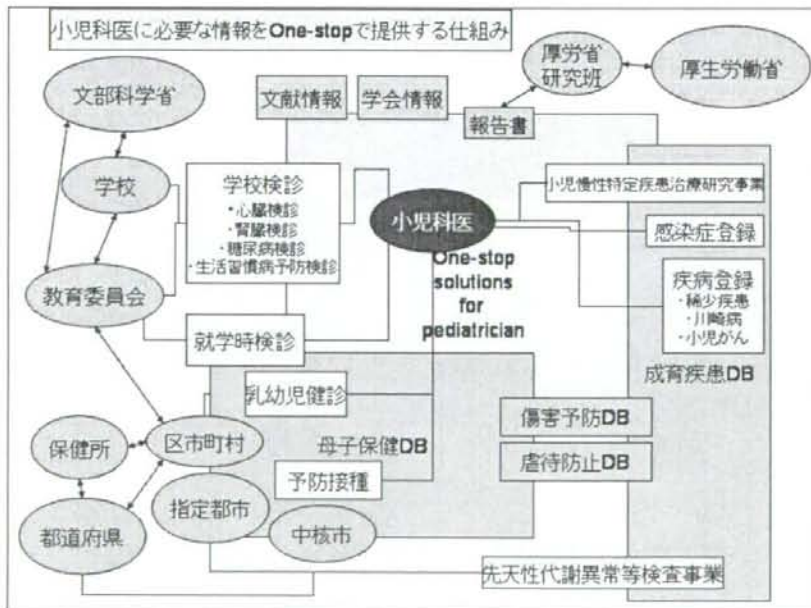 小児科医に必要な情報をOne-stopで提供する仕組み
厚労省
研究班
厚生労働省
文部科学省
文献情報
学会情報
報告書
学校
学校検診
・心臓検診
・腎臓検診
・糖尿病検診
・生活習慣病予防検診
小児科医
小児慢性特定疾患治療研究事業
感染症登録
One-stop
solutions
for
pediatrician
疾病登録
・稀少疾患
・川崎病
・小児がん
教育委員会
就学時検診
成育疾患DB
乳幼児健診
傷害予防DB
保健所
区市町村
母子保健DB
虐待防止DB
予防接種
指定都市
都道府県
中核市
先天性代謝異常等検査事業